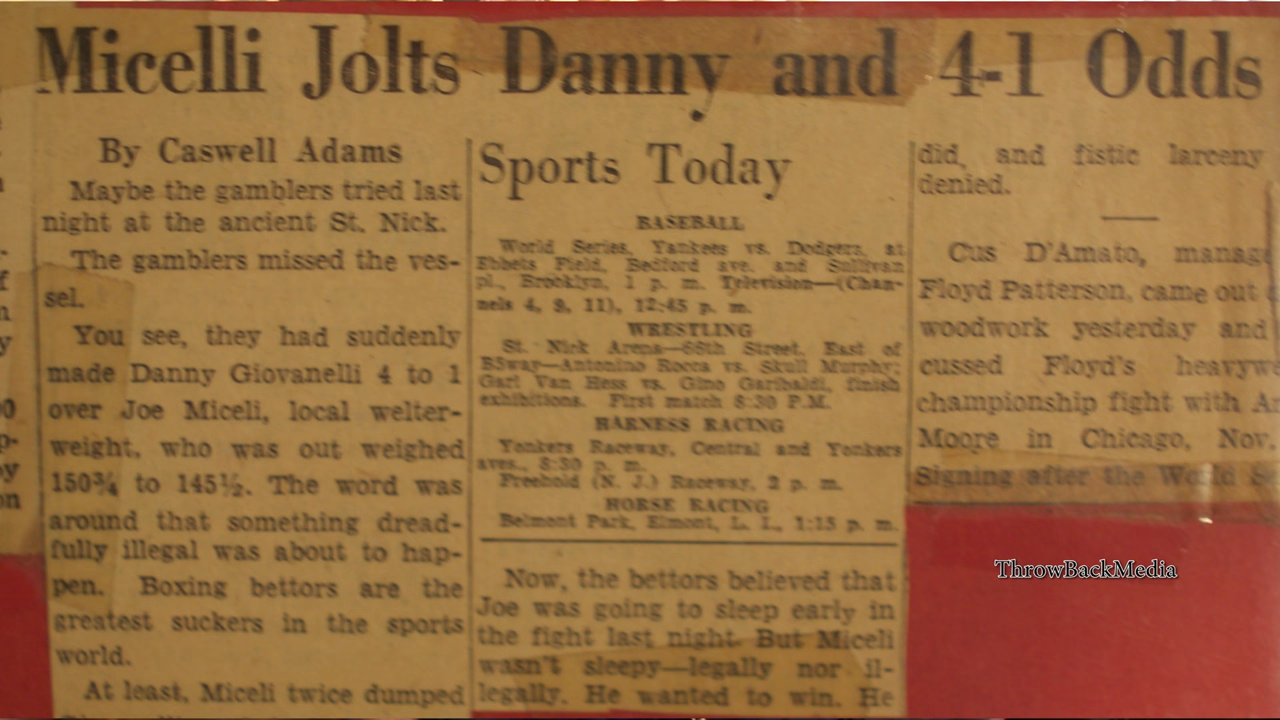 Micelli Jolts Danny and 4-1 Odds
By Caswell Adams
Maybe the gamblers tried last
night at the ancient St. Nick.
The gamblers missed the ves-
sel.
You see, they had suddenly
made Danny Giovanelli 4 to 1
over Joe Miceli, local welter-
weight, who was out weighed
150¾ to 145½. The word was
around that something dread-
fully illegal was about to hap-
pen. Boxing bettors are the
greatest suckers in the sports
world.
At least, Miceli twice dumped
Sports Today
BASEBALL
World Series, Yankees vs. Dodgers, at
Ebbets Field, Bedford ave. and Sullivan
pl., Brooklyn, 1 p. m. Television—(Chan-
nels 4, 9, 11), 12:45 p. m.
WRESTLING
St. Nick Arena—66th Street, East of
B5way—Antonino Rocca vs. Skull Murphy;
Garl Van Hess vs. Gino Garibaldi, finish
exhibitions. First match 8:30 P.M.
HARNESS RACING
Yonkers Raceway, Central and Yonkers
aves., 8:30 p. m.
Freehold (N. J.) Raceway, 2 p. m.
HORSE RACING
Belmont Park, Elmont, L. I., 1:15 p. m.
Now, the bettors believed that
Joe was going to sleep early in
the fight last night. But Miceli
wasn't sleepy—legally nor il-
legally. He wanted to win. He
did, and fistic larceny
denied.
Cus D'Amato, manage
Floyd Patterson, came out
woodwork yesterday and
cussed Floyd's heavywe
championship fight with A
Moore in Chicago, Nov.
Signing after the World Se
ThrowBackMedia